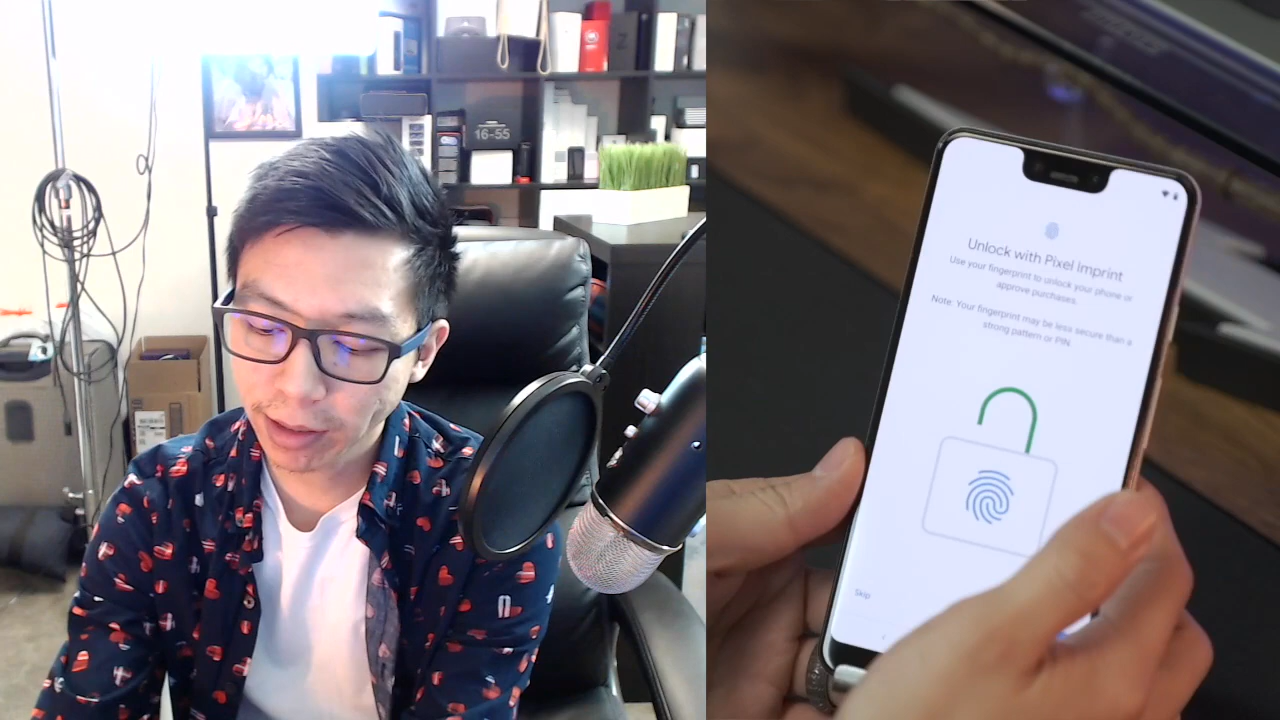 16-55
Z
Unlock with Pixel Imprint
Use your fingerprint to unlock your phone or
approve purchases.
Note: Your fingerprint may be less secure than a
strong pattern or PIN.
Skip